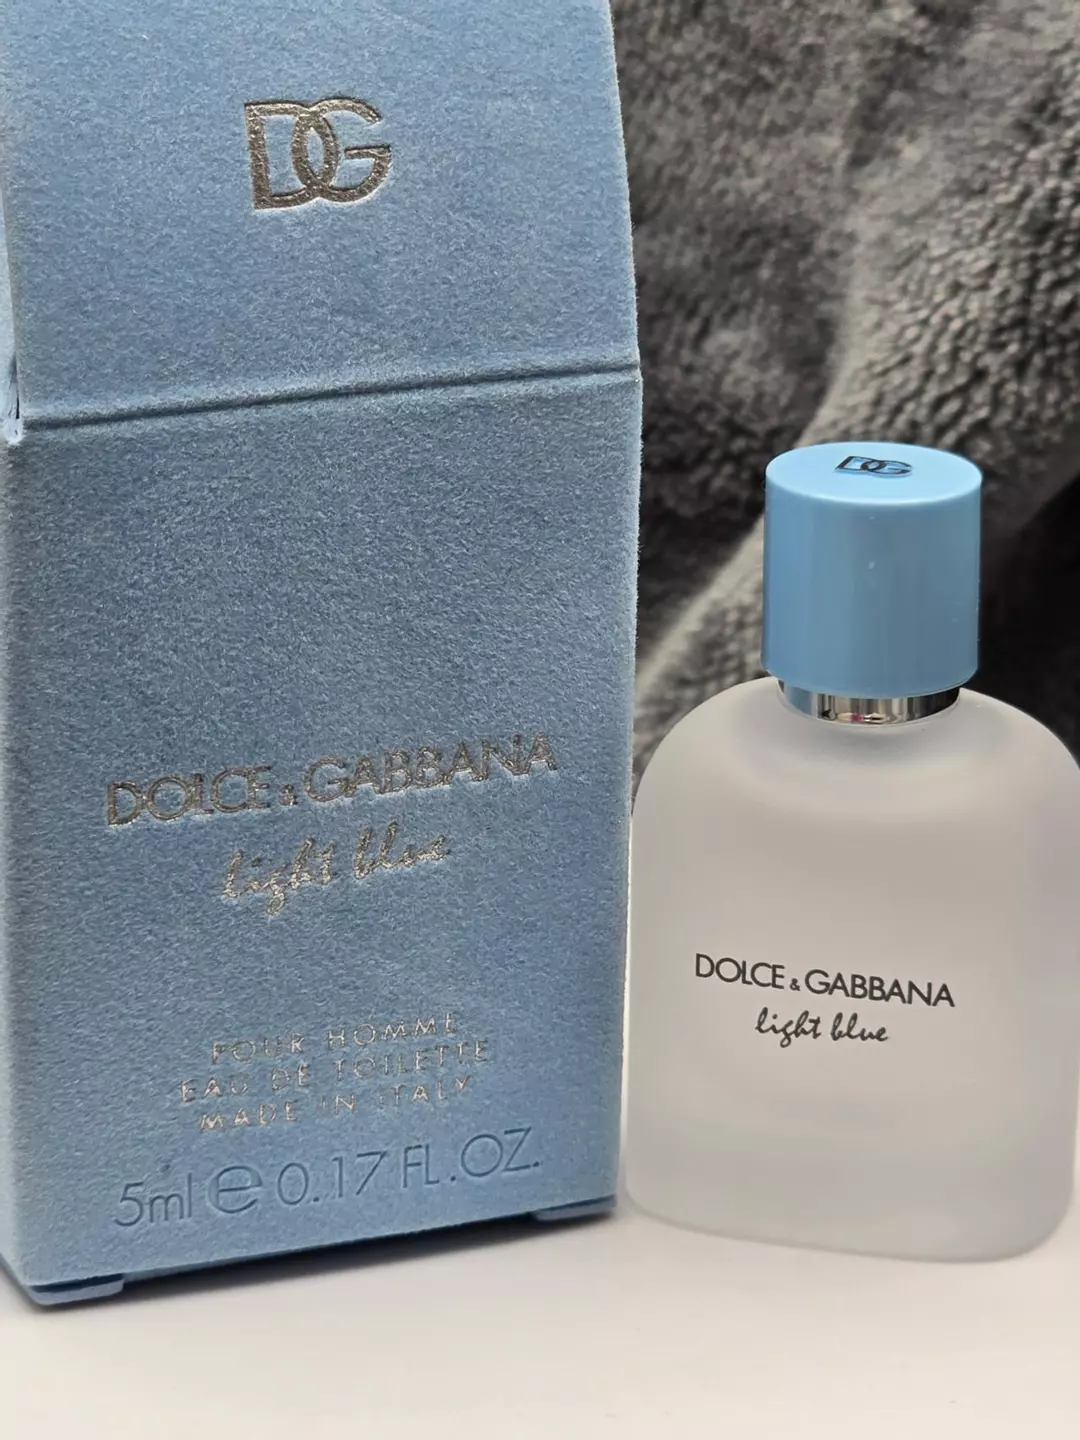 DG
DOLCE & GABBANA
light blue
POUR HOMME
EAU DE TOILETTE
MADE IN ITALY
5ml e 0.17 FL.OZ.
DG
DOLCE & GABBANA
light blue